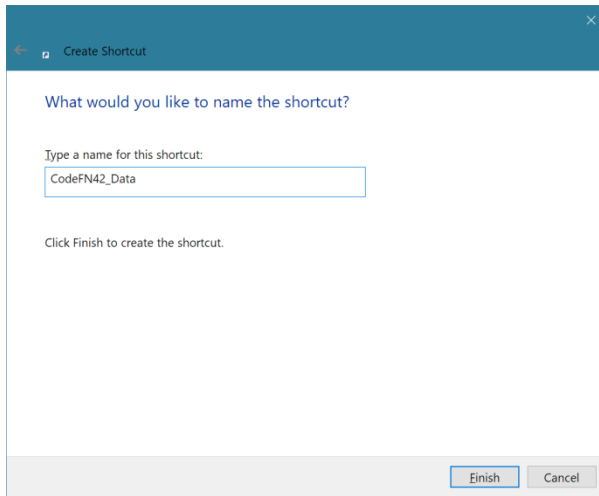 Create Shortcut
What would you like to name the shortcut?
Type a name for this shortcut:
CodeFN42_Data
Click Finish to create the shortcut.
Finish Cancel